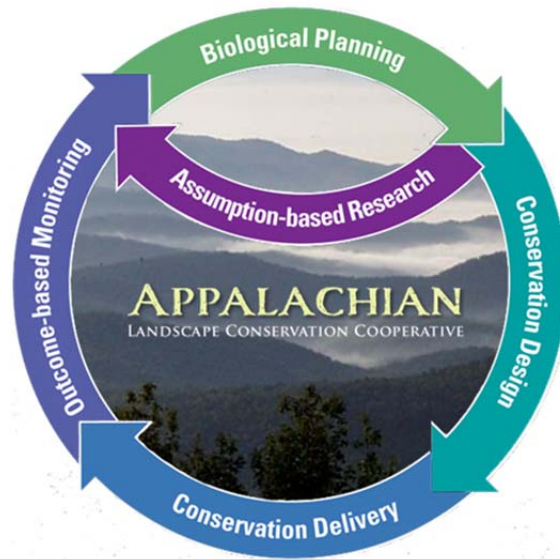 Biological Planning
Assumption-based Research
Outcome-based Monitoring
Conservation Design
APPALACHIAN
LANDSCAPE CONSERVATION COOPERATIVE
Conservation Delivery